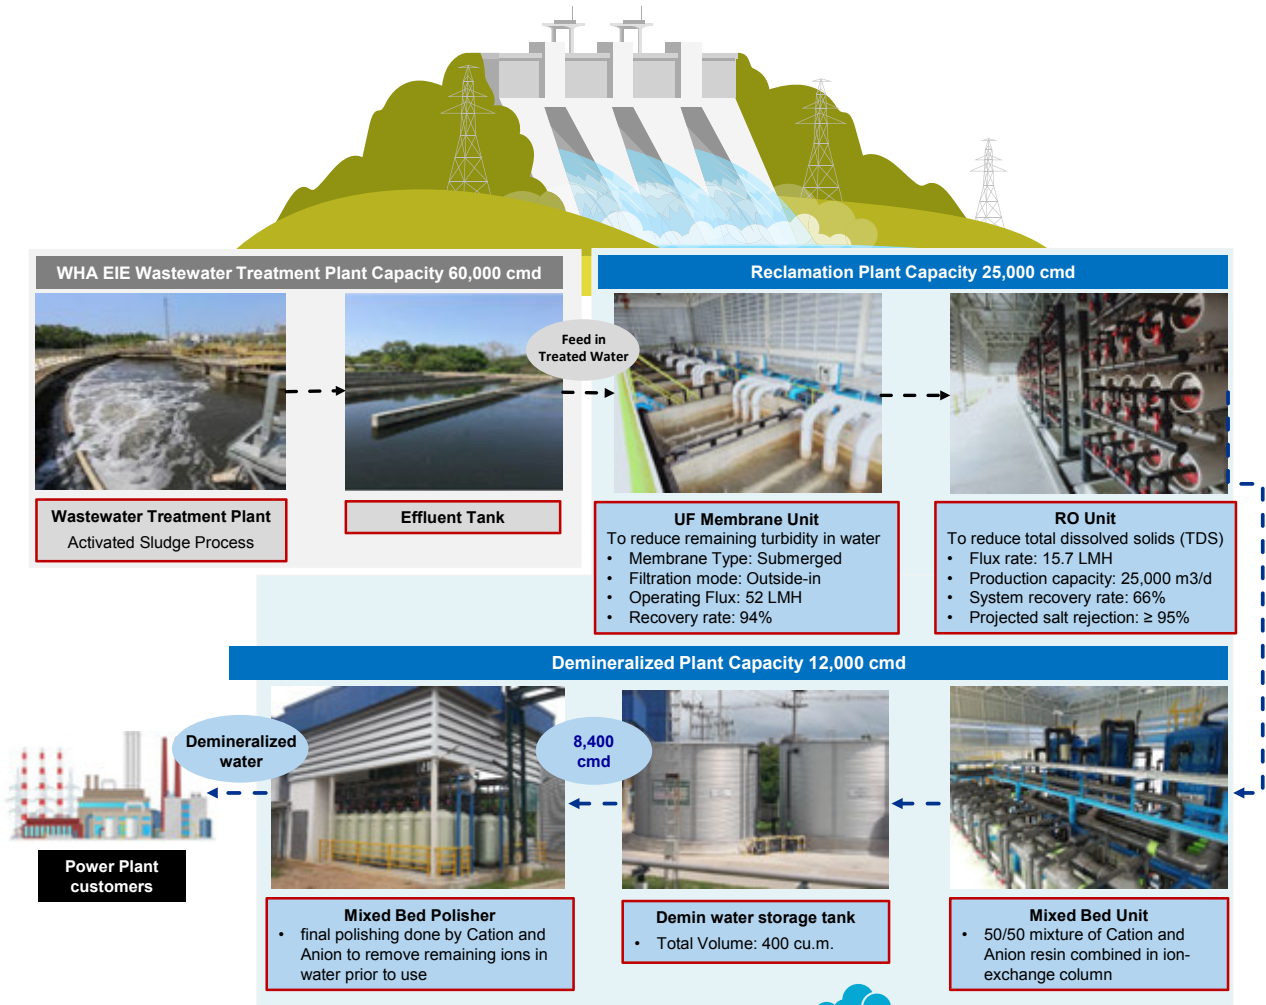 WHA EIE Wastewater Treatment Plant Capacity 60,000 cmd
Reclamation Plant Capacity 25,000 cmd
Feed in
Treated Water
Wastewater Treatment Plant
Activated Sludge Process
Effluent Tank
UF Membrane Unit
To reduce remaining turbidity in water
• Membrane Type: Submerged
• Filtration mode: Outside-in
• Operating Flux: 52 LMH
• Recovery rate: 94%
RO Unit
To reduce total dissolved solids (TDS)
• Flux rate: 15.7 LMH
• Production capacity: 25,000 m3/d
• System recovery rate: 66%
• Projected salt rejection: ≥ 95%
Demineralized Plant Capacity 12,000 cmd
Demineralized
water
8,400
cmd
Power Plant
customers
Mixed Bed Polisher
• final polishing done by Cation and
Anion to remove remaining ions in
water prior to use
Demin water storage tank
• Total Volume: 400 cu.m.
Mixed Bed Unit
• 50/50 mixture of Cation and
Anion resin combined in ion-
exchange column